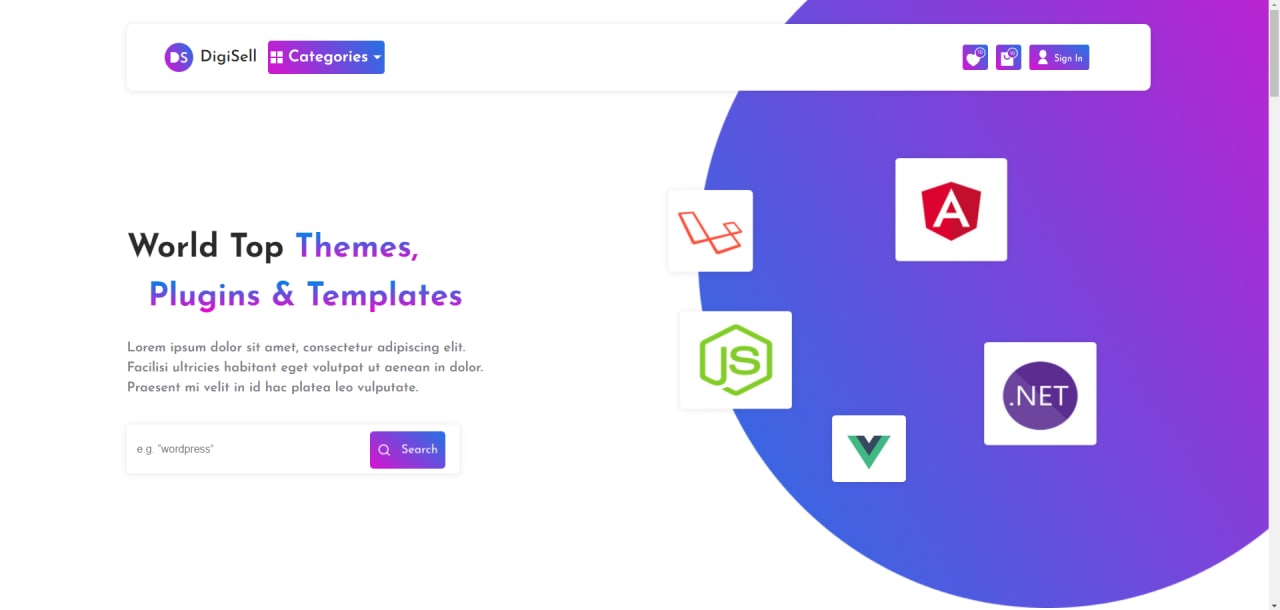 DS DigiSell Categories
Sign In
World Top Themes,
Plugins & Templates
Lorem ipsum dolor sit amet, consectetur adipiscing elit.
Facilisi ultricies habitant eget volutpat ut aenean in dolor.
Praesent mi velit in id hac platea leo vulputate.
e.g. "wordpress"
Search
A
JS
.NET